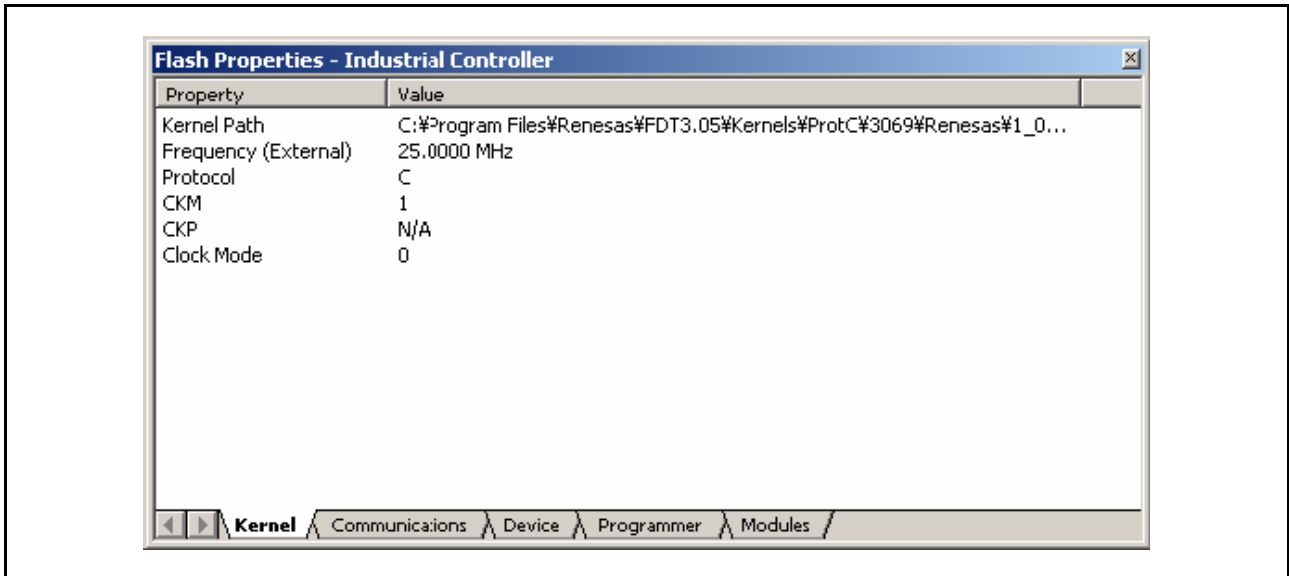 Flash Properties - Industrial Controller
Property Value
Kernel Path C:¥Program Files¥Renesas¥FDT3.05¥Kernels¥ProtC¥3069¥Renesas¥1_0...
Frequency (External) 25.0000 MHz
Protocol C
CKM 1
CKP N/A
Clock Mode 0
Kernel Communications Device Programmer Modules